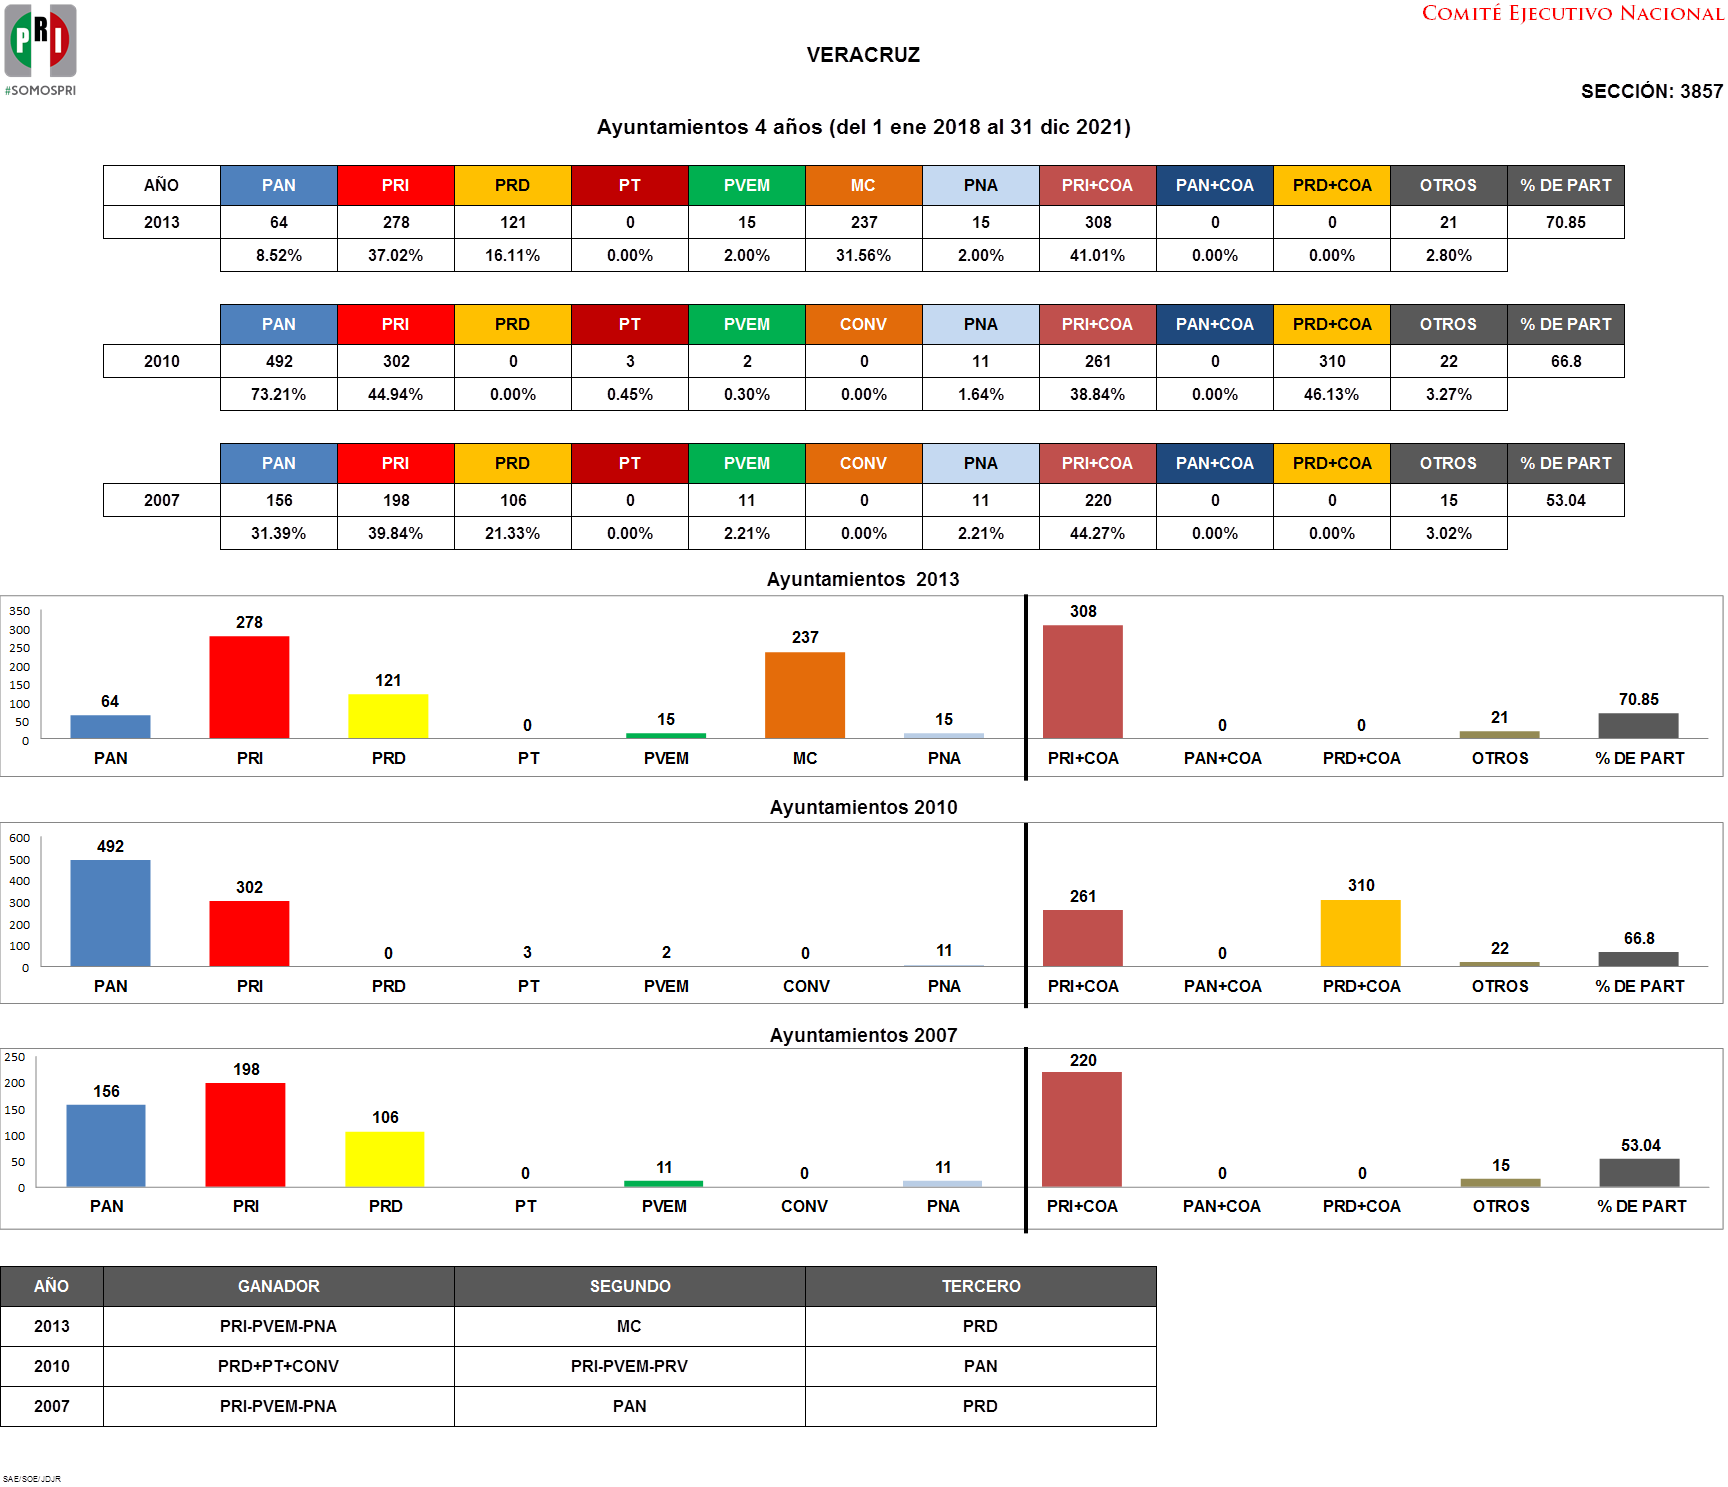 PRI
#SOMOSPRI
COMITÉ EJECUTIVO NACIONAL
VERACRUZ
SECCIÓN: 3857
Ayuntamientos 4 años (del 1 ene 2018 al 31 dic 2021)
AÑO PAN PRI PRD PT PVEM MC PNA PRI+COA PAN+COA PRD+COA OTROS % DE PART
2013 64 278 121 0 15 237 15 308 0 0 21 70.85
8.52% 37.02% 16.11% 0.00% 2.00% 31.56% 2.00% 41.01% 0.00% 0.00% 2.80%
PAN PRI PRD PT PVEM CONV PNA PRI+COA PAN+COA PRD+COA OTROS % DE PART
2010 492 302 0 3 2 0 11 261 0 310 22 66.8
73.21% 44.94% 0.00% 0.45% 0.30% 0.00% 1.64% 38.84% 0.00% 46.13% 3.27%
PAN PRI PRD PT PVEM CONV PNA PRI+COA PAN+COA PRD+COA OTROS % DE PART
2007 156 198 106 0 11 0 11 220 0 0 15 53.04
31.39% 39.84% 21.33% 0.00% 2.21% 0.00% 2.21% 44.27% 0.00% 0.00% 3.02%
Ayuntamientos 2013
350
300
250
200
150
100
50
0
64 278 121 0 15 237 15 308 0 0 21 70.85
PAN PRI PRD PT PVEM MC PNA PRI+COA PAN+COA PRD+COA OTROS % DE PART
Ayuntamientos 2010
600
500
400
300
200
100
0
492 302 0 3 2 0 11 261 0 310 22 66.8
PAN PRI PRD PT PVEM CONV PNA PRI+COA PAN+COA PRD+COA OTROS % DE PART
Ayuntamientos 2007
250
200
150
100
50
0
156 198 106 0 11 0 11 220 0 0 15 53.04
PAN PRI PRD PT PVEM CONV PNA PRI+COA PAN+COA PRD+COA OTROS % DE PART
AÑO GANADOR SEGUNDO TERCERO
2013 PRI-PVEM-PNA MC PRD
2010 PRD+PT+CONV PRI-PVEM-PRV PAN
2007 PRI-PVEM-PNA PAN PRD
SAE/SOE/JDJR